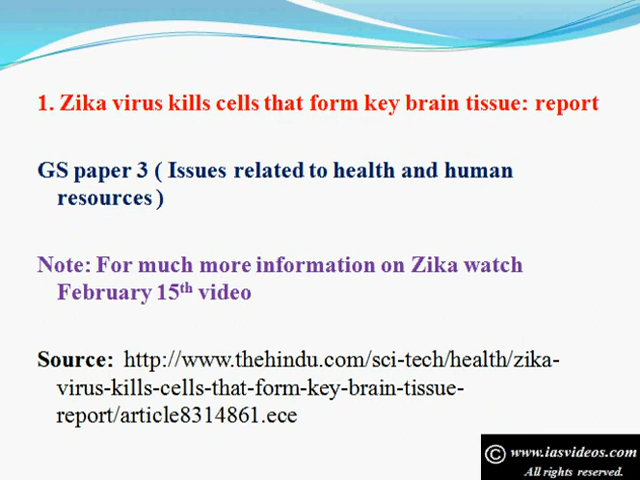 1. Zika virus kills cells that form key brain tissue: report
GS paper 3 ( Issues related to health and human
resources )
Note: For much more information on Zika watch
February 15th video
Source: http://www.thehindu.com/sci-tech/health/zika-
virus-kills-cells-that-form-key-brain-tissue-
report/article8314861.ece
© www.iasvideos.com
All rights reserved.